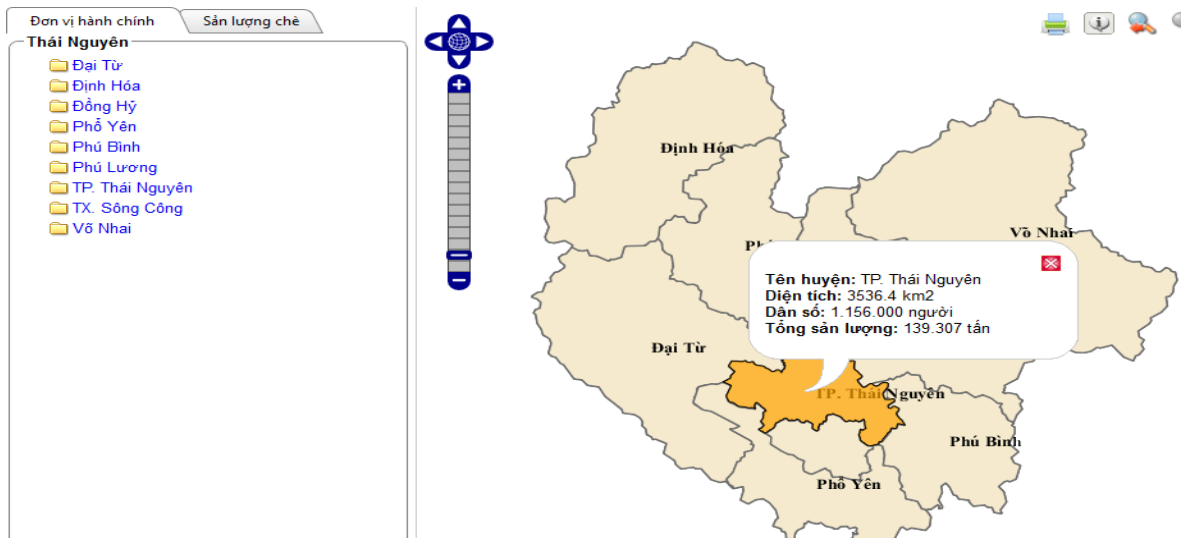 Đơn vị hành chính
Sản lượng chè
Thái Nguyên
Đại Từ
Định Hóa
Đồng Hỷ
Phổ Yên
Phú Bình
Phú Lương
TP. Thái Nguyên
TX. Sông Công
Võ Nhai
Định Hóa
Võ Nhai
Tên huyện: TP. Thái Nguyên
Diện tích: 3536.4 km2
Dân số: 1.156.000 người
Tổng sản lượng: 139.307 tấn
Đại Từ
TP. Thái Nguyên
Phú Bình
Phổ Yên